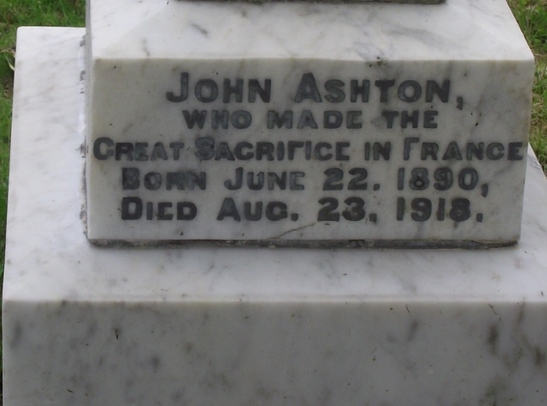 JOHN ASHTON,
WHO MADE THE
GREAT SACRIFICE IN FRANCE
BORN JUNE 22. 1890,
DIED AUG. 23, 1918.